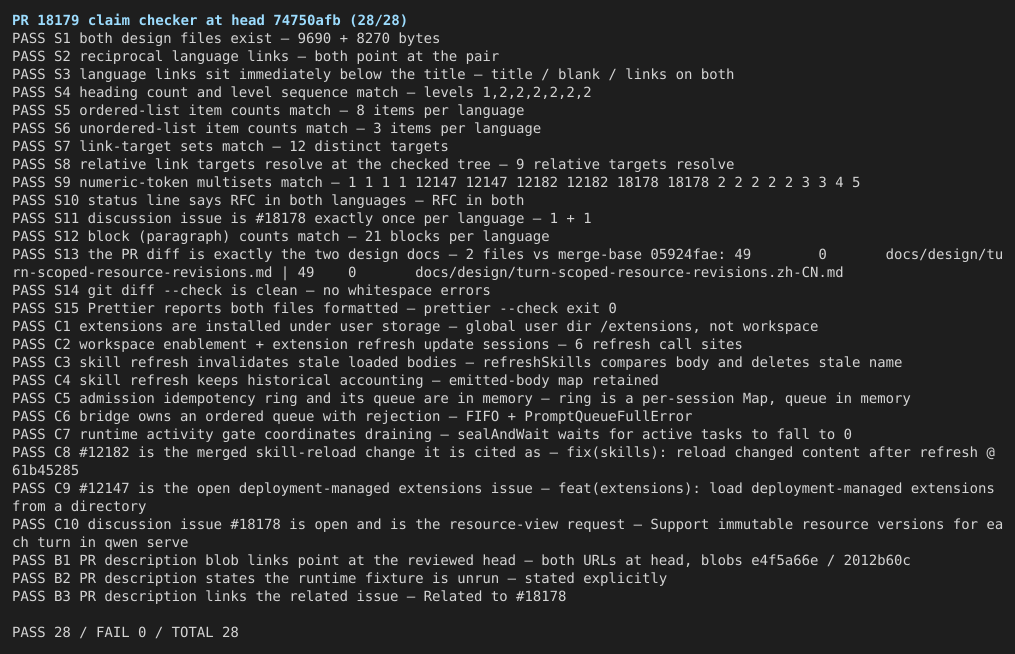 PR 18179 claim checker at head 74750afb (28/28)
PASS S1 both design files exist — 9690 + 8270 bytes
PASS S2 reciprocal language links — both point at the pair
PASS S3 language links sit immediately below the title — title / blank / links on both
PASS S4 heading count and level sequence match — levels 1,2,2,2,2,2,2
PASS S5 ordered-list item counts match — 8 items per language
PASS S6 unordered-list item counts match — 3 items per language
PASS S7 link-target sets match — 12 distinct targets
PASS S8 relative link targets resolve at the checked tree — 9 relative targets resolve
PASS S9 numeric-token multisets match — 1 1 1 1 12147 12147 12182 12182 18178 18178 2 2 2 2 2 3 3 4 5
PASS S10 status line says RFC in both languages — RFC in both
PASS S11 discussion issue is #18178 exactly once per language — 1 + 1
PASS S12 block (paragraph) counts match — 21 blocks per language
PASS S13 the PR diff is exactly the two design docs — 2 files vs merge-base 05924fae: 49        0       docs/design/tu
rn-scoped-resource-revisions.md | 49    0       docs/design/turn-scoped-resource-revisions.zh-CN.md
PASS S14 git diff --check is clean — no whitespace errors
PASS S15 Prettier reports both files formatted — prettier --check exit 0
PASS C1 extensions are installed under user storage — global user dir /extensions, not workspace
PASS C2 workspace enablement + extension refresh update sessions — 6 refresh call sites
PASS C3 skill refresh invalidates stale loaded bodies — refreshSkills compares body and deletes stale name
PASS C4 skill refresh keeps historical accounting — emitted-body map retained
PASS C5 admission idempotency ring and its queue are in memory — ring is a per-session Map, queue in memory
PASS C6 bridge owns an ordered queue with rejection — FIFO + PromptQueueFullError
PASS C7 runtime activity gate coordinates draining — sealAndWait waits for active tasks to fall to 0
PASS C8 #12182 is the merged skill-reload change it is cited as — fix(skills): reload changed content after refresh @
61b45285
PASS C9 #12147 is the open deployment-managed extensions issue — feat(extensions): load deployment-managed extensions
from a directory
PASS C10 discussion issue #18178 is open and is the resource-view request — Support immutable resource versions for ea
ch turn in qwen serve
PASS B1 PR description blob links point at the reviewed head — both URLs at head, blobs e4f5a66e / 2012b60c
PASS B2 PR description states the runtime fixture is unrun — stated explicitly
PASS B3 PR description links the related issue — Related to #18178
PASS 28 / FAIL 0 / TOTAL 28